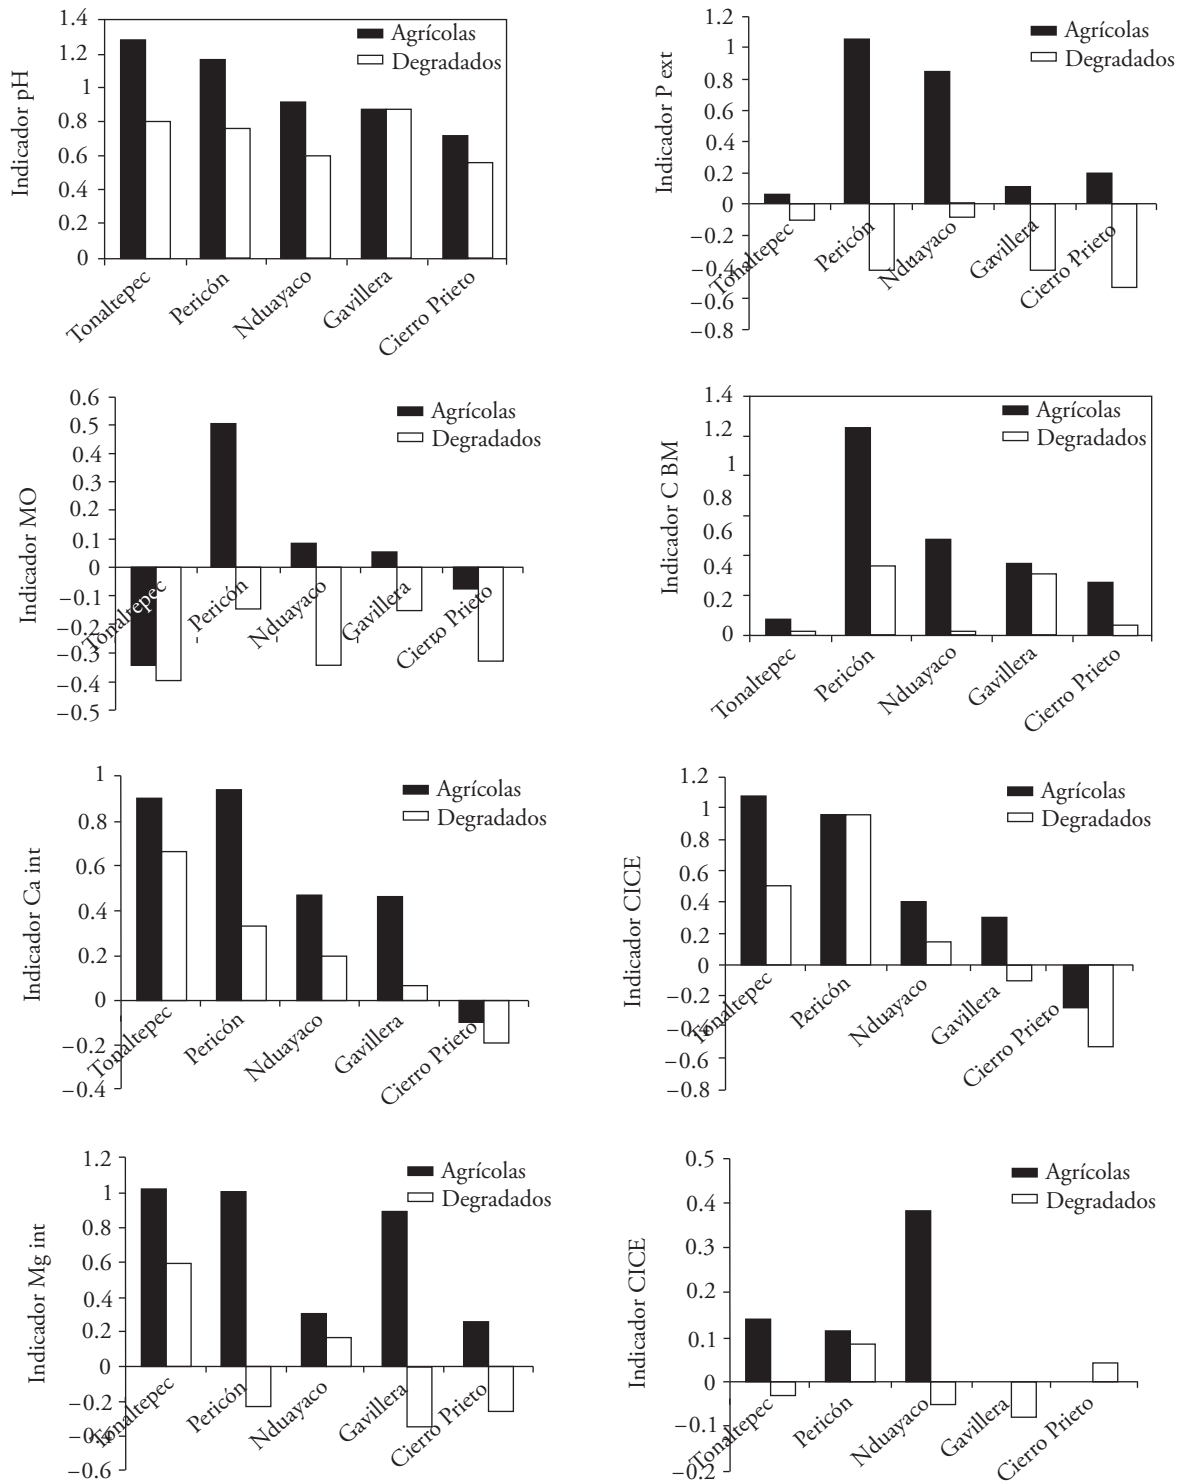 Indicador pH
1.4
1.2
1
0.8
0.6
0.4
0.2
0
Agrícolas
Degradados
Tonaltepec
Pericón
Nduayaco
Gavillera
Cierro Prieto
Indicador P ext
1.2
1
0.8
0.6
0.4
0.2
0
−0.2
−0.4
−0.6
−0.8
Agrícolas
Degradados
Tonaltepec
Pericón
Nduayaco
Gavillera
Cierro Prieto
Indicador MO
0.6
0.5
0.4
0.3
0.2
0.1
0
−0.1
−0.2
−0.3
−0.4
−0.5
Agrícolas
Degradados
Tonaltepec
Pericón
Nduayaco
Gavillera
Cierro Prieto
Indicador C BM
1.4
1.2
1
0.8
0.6
0.4
0.2
0
Agrícolas
Degradados
Tonaltepec
Pericón
Nduayaco
Gavillera
Cierro Prieto
Indicador Ca int
1
0.8
0.6
0.4
0.2
0
−0.2
−0.4
Agrícolas
Degradados
Tonaltepec
Pericón
Nduayaco
Gavillera
Cierro Prieto
Indicador CICE
1.2
1
0.8
0.6
0.4
0.2
0
−0.2
−0.4
−0.6
−0.8
Agrícolas
Degradados
Tonaltepec
Pericón
Nduayaco
Gavillera
Cierro Prieto
Indicador Mg int
1.2
1
0.8
0.6
0.4
0.2
0
−0.2
−0.4
−0.6
Agrícolas
Degradados
Tonaltepec
Pericón
Nduayaco
Gavillera
Cierro Prieto
Indicador CICE
0.5
0.4
0.3
0.2
0.1
0
−0.1
−0.2
Agrícolas
Degradados
Tonaltepec
Pericón
Nduayaco
Gavillera
Cierro Prieto